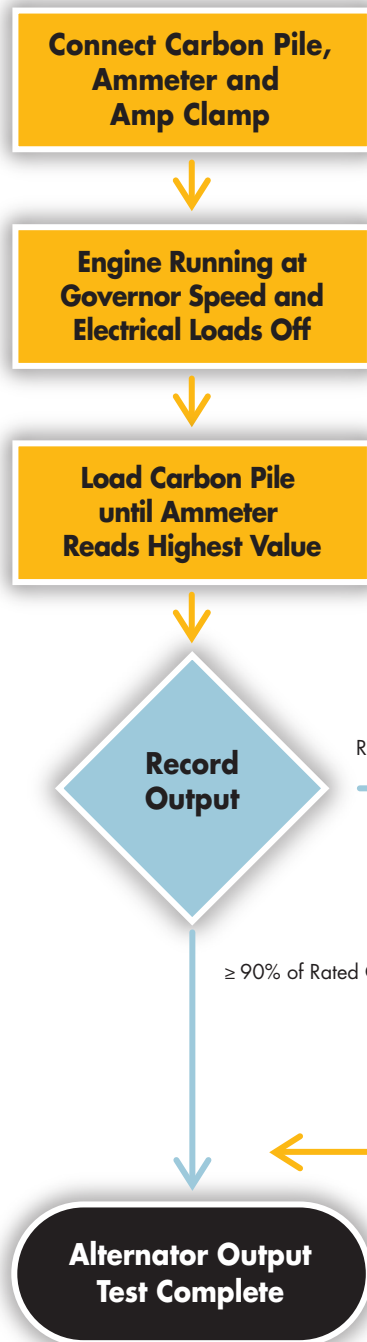 Connect Carbon Pile,
Ammeter and
Amp Clamp
Engine Running at
Governor Speed and
Electrical Loads Off
Load Carbon Pile
until Ammeter
Reads Highest Value
Record
Output
≥ 90% of Rated
Alternator Output
Test Complete